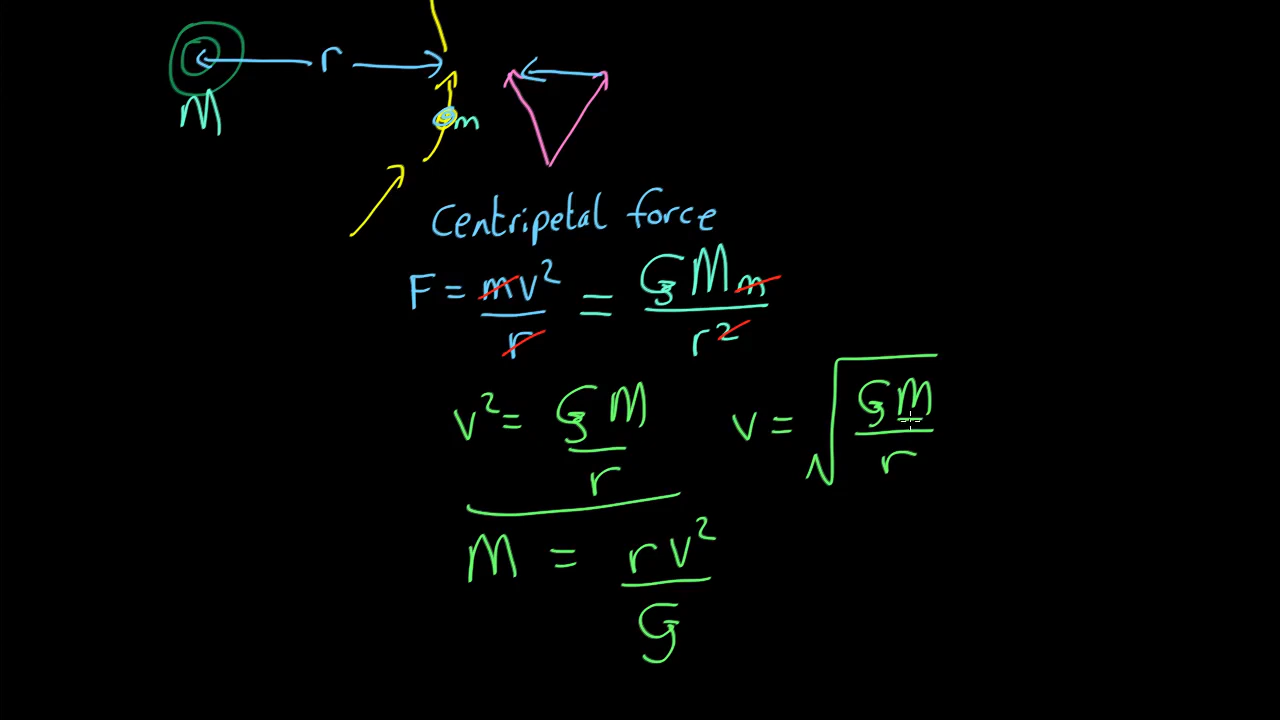 r
M
m
Centripetal force
F = mv²/r = GMm/r²
v² = GM/r
v = √(GM/r)
M = rv²/G